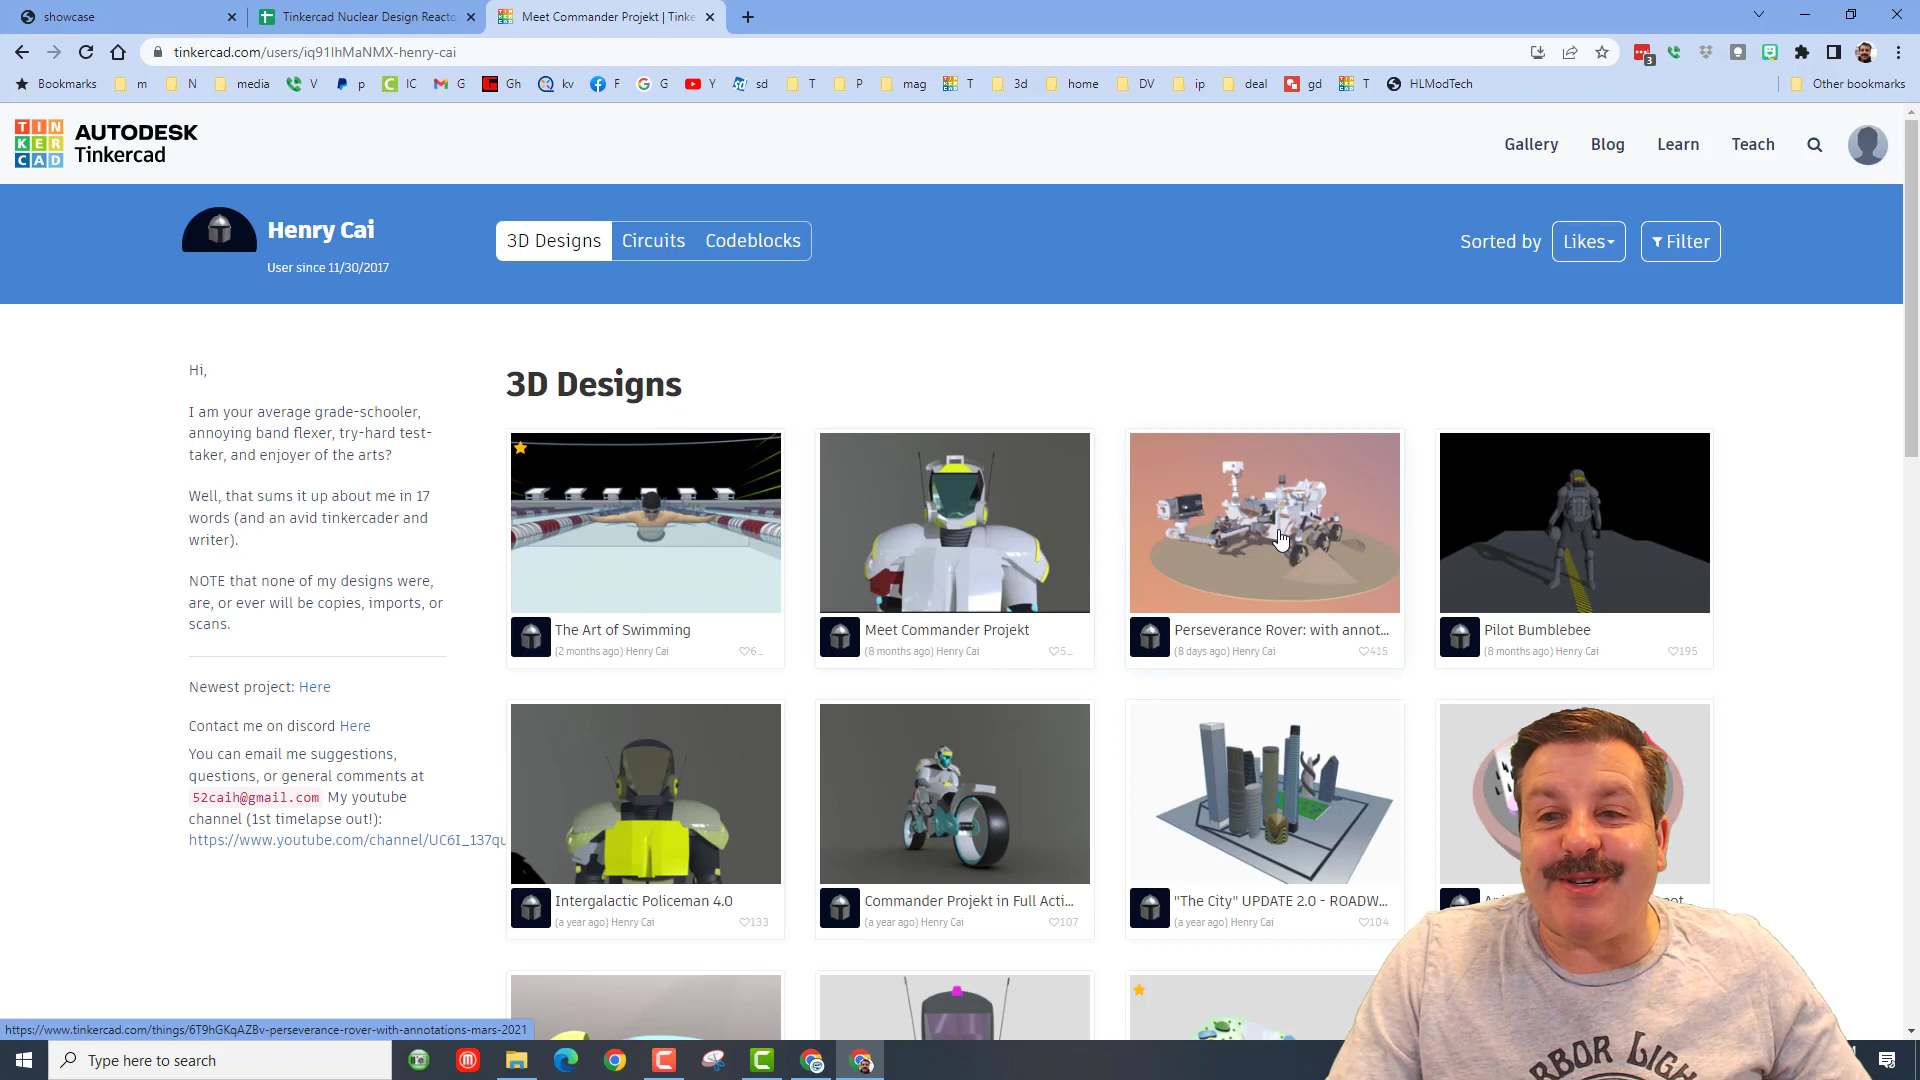 showcase
Tinkercad Nuclear Design Reacto
Meet Commander Projekt | Tinke
tinkercad.com/users/iq91IhMaNMX-henry-cai
3
Bookmarks m N media V p IC G Gh kv F G Y sd T P mag T 3d home DV ip deal gd T HLModTech Other bookmarks
TIN
KER
CAD
AUTODESK
Tinkercad
Gallery Blog Learn Teach
Henry Cai
User since 11/30/2017
3D Designs Circuits Codeblocks
Sorted by Likes Filter
Hi,
I am your average grade-schooler,
annoying band flexer, try-hard test-
taker, and enjoyer of the arts?
Well, that sums it up about me in 17
words (and an avid tinkercader and
writer).
NOTE that none of my designs were,
are, or ever will be copies, imports, or
scans.
Newest project: Here
Contact me on discord Here
You can email me suggestions,
questions, or general comments at
52caih@gmail.com My youtube
channel (1st timelapse out!):
https://www.youtube.com/channel/UC6I_137qu
3D Designs
The Art of Swimming
(2 months ago) Henry Cai 6...
Meet Commander Projekt
(8 months ago) Henry Cai 5...
Perseverance Rover: with annot...
(8 days ago) Henry Cai 415
Pilot Bumblebee
(8 months ago) Henry Cai 195
Intergalactic Policeman 4.0
(a year ago) Henry Cai 133
Commander Projekt in Full Acti...
(a year ago) Henry Cai 107
"The City" UPDATE 2.0 - ROADW...
(a year ago) Henry Cai 104
https://www.tinkercad.com/things/6T9hGKqAZBv-perseverance-rover-with-annotations-mars-2021
Type here to search